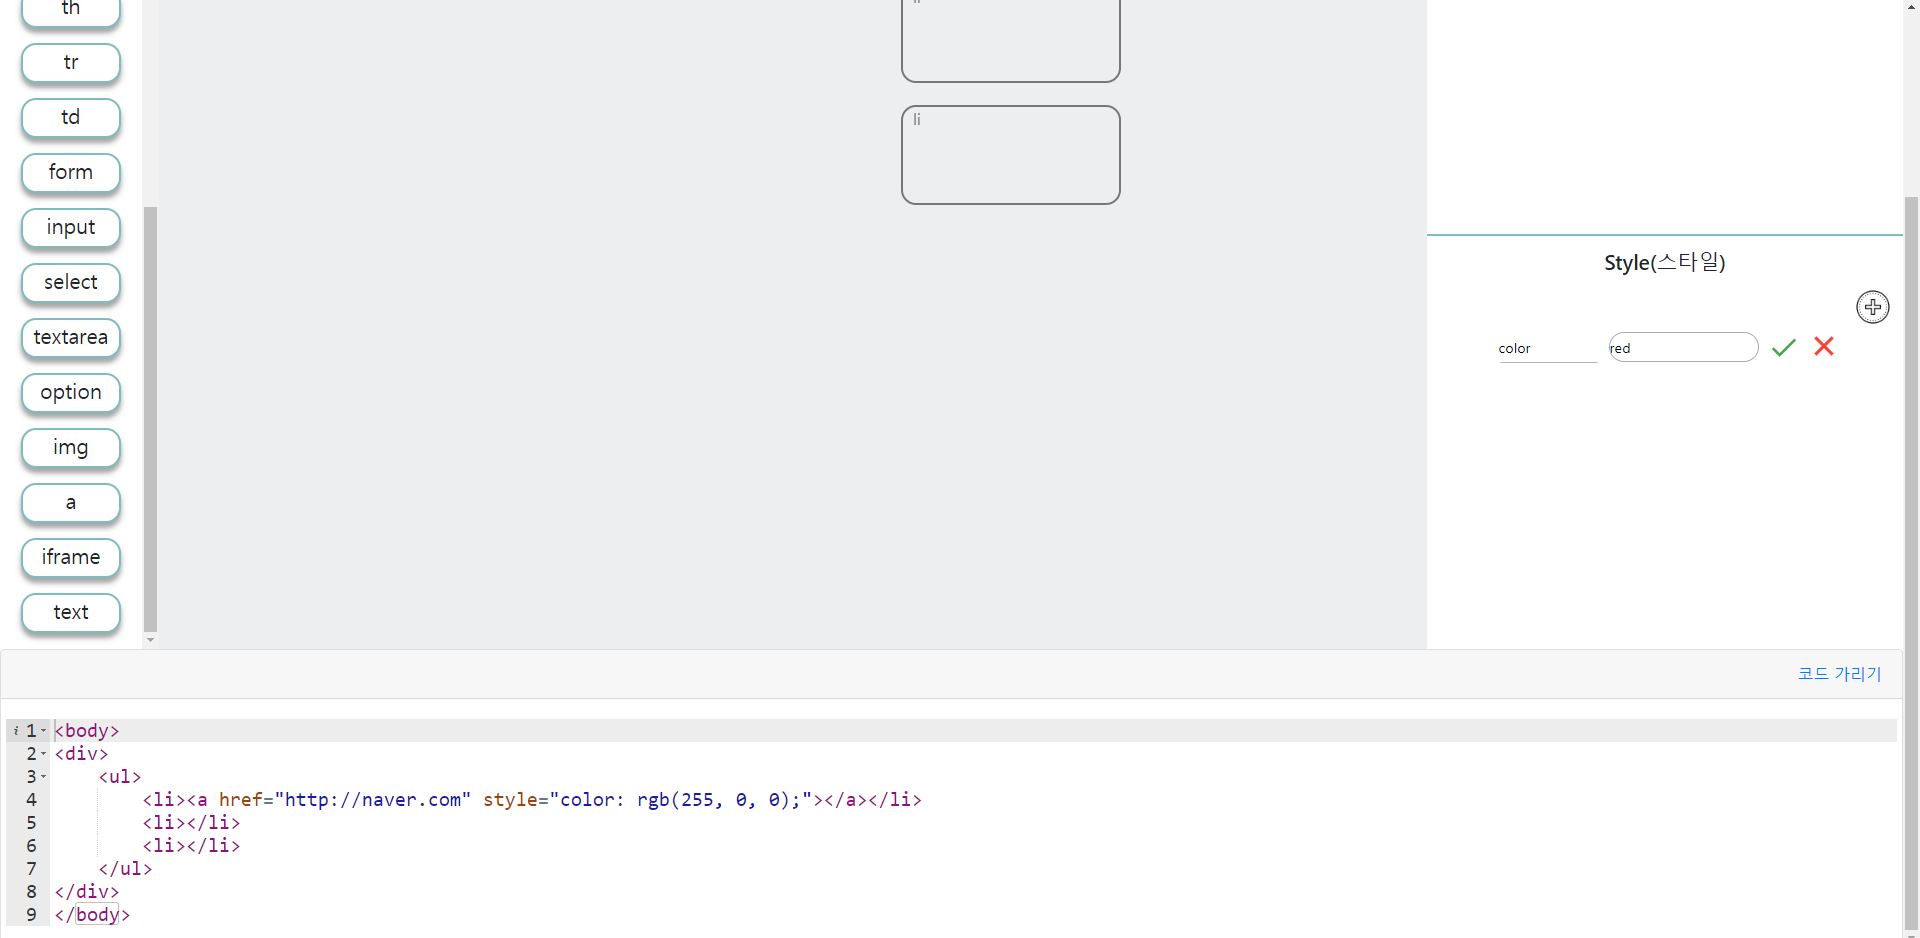 th
tr
td
form
input
select
textarea
option
img
a
iframe
text
li
Style(스타일)
color red
코드 가리기
i 1 <body>
2 <div>
3 <ul>
4 <li><a href="http://naver.com" style="color: rgb(255, 0, 0);"></a></li>
5 <li></li>
6 <li></li>
7 </ul>
8 </div>
9 </body>